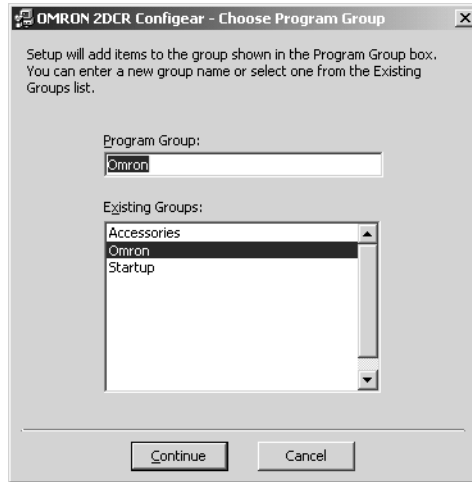 OMRON 2DCR Configear - Choose Program Group
Setup will add items to the group shown in the Program Group box.
You can enter a new group name or select one from the Existing
Groups list.
Program Group:
Omron
Existing Groups:
Accessories
Omron
Startup
Continue
Cancel